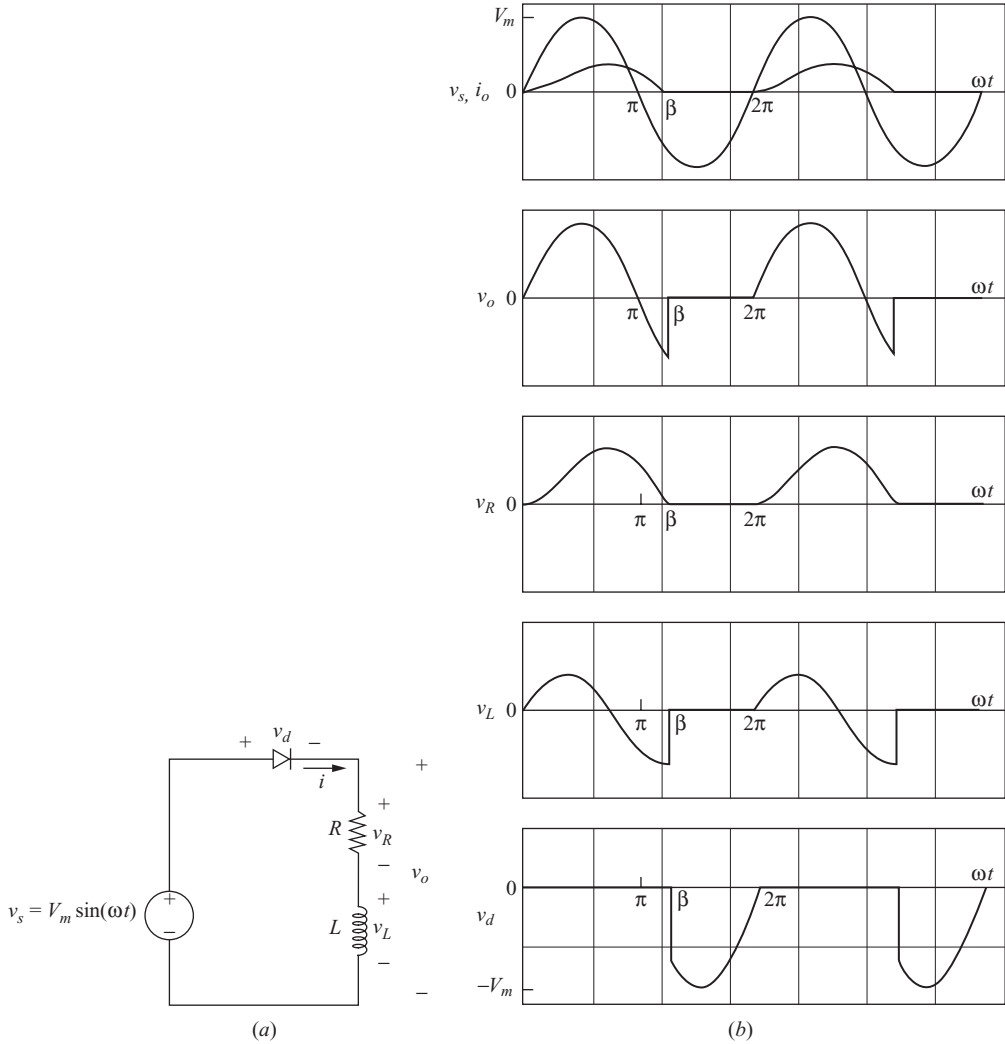 V_m
v_s, i_o 0 π β 2π ωt
v_o 0 π β 2π ωt
v_R 0 π β 2π ωt
v_L 0 π β 2π ωt
0 π β 2π ωt
v_d
−V_m
+ v_d −
i
+
+
R v_R
−
v_o
+
L v_L
−
−
v_s = V_m sin(ωt)
+
−
(a)
(b)